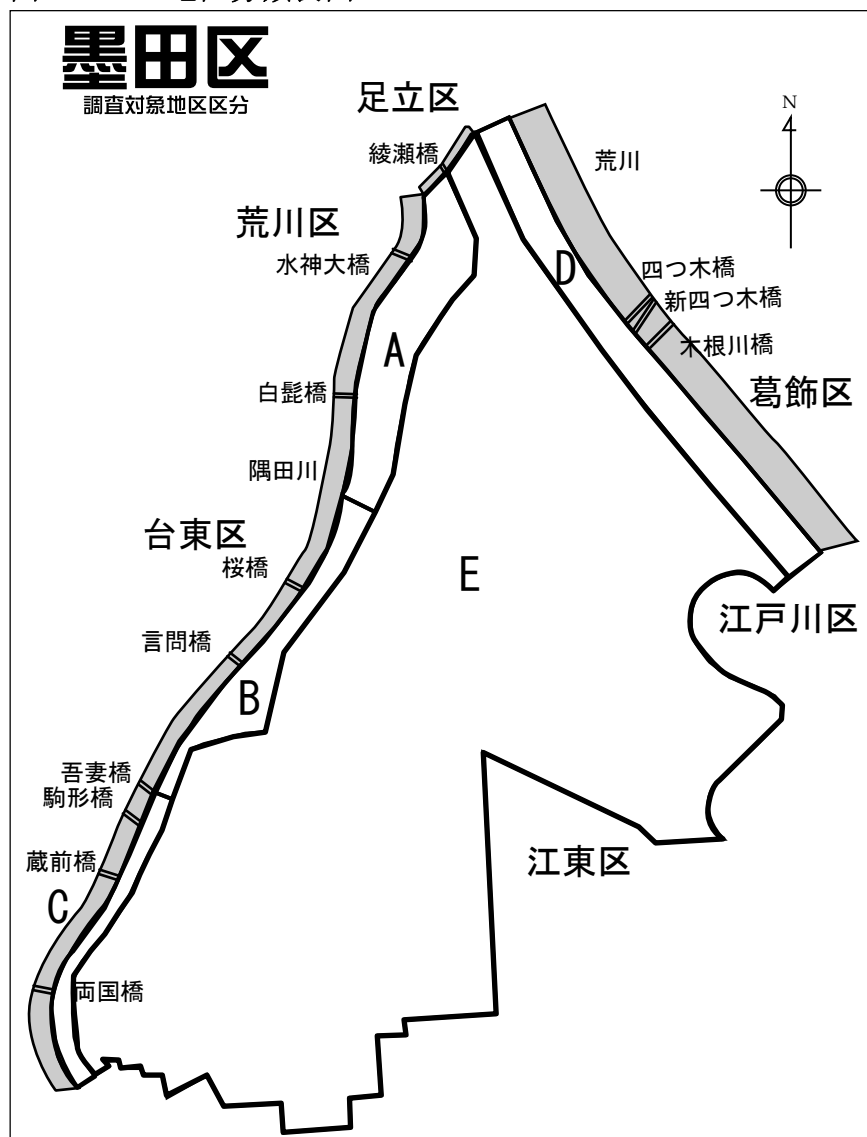 墨田区
調査対象地区区分
足立区
綾瀬橋
N
荒川
荒川区
水神大橋
D
四つ木橋
新四つ木橋
木根川橋
A
白髭橋
葛飾区
隅田川
台東区
桜橋
E
江戸川区
言問橋
B
吾妻橋
駒形橋
蔵前橋
江東区
C
両国橋